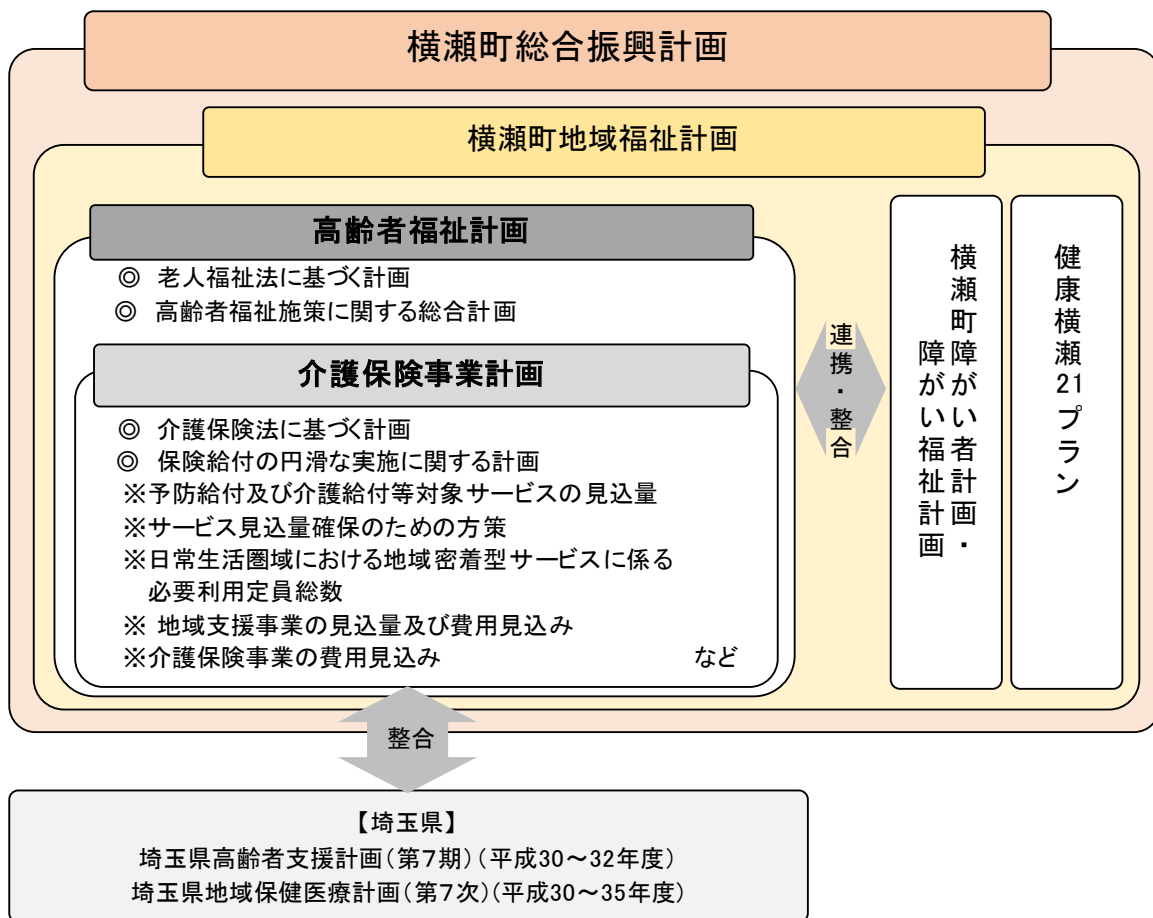 横瀬町総合振興計画
横瀬町地域福祉計画
高齢者福祉計画
◎ 老人福祉法に基づく計画
◎ 高齢者福祉施策に関する総合計画
介護保険事業計画
◎ 介護保険法に基づく計画
◎ 保険給付の円滑な実施に関する計画
※予防給付及び介護給付等対象サービスの見込量
※サービス見込量確保のための方策
※日常生活圏域における地域密着型サービスに係る
必要利用定員総数
※ 地域支援事業の見込量及び費用見込み
※介護保険事業の費用見込み など
連携・整合
横瀬町障がい者計画・
障がい福祉計画
健康横瀬21プラン
整合
【埼玉県】
埼玉県高齢者支援計画(第7期)(平成30～32年度)
埼玉県地域保健医療計画(第7次)(平成30～35年度)